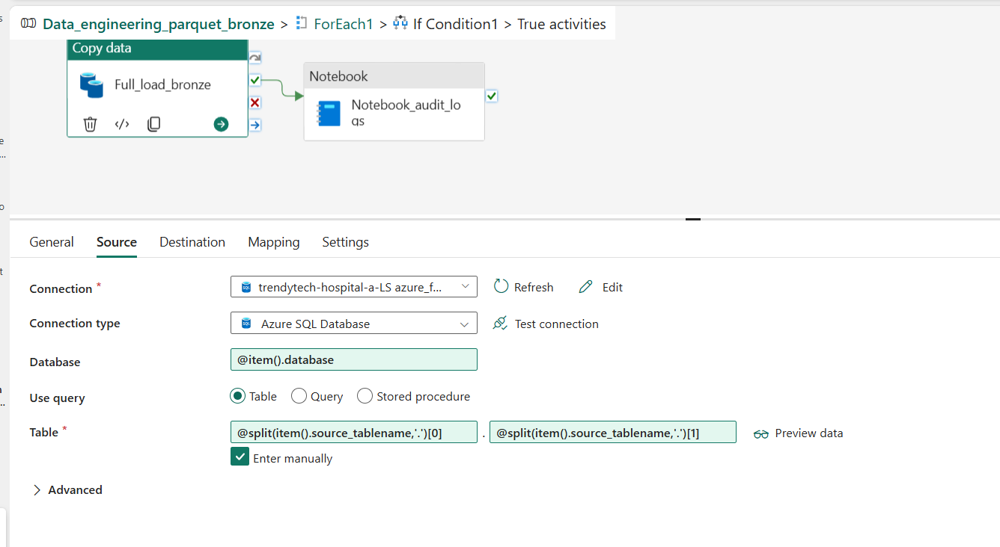 Data_engineering_parquet_bronze > ForEach1 > If Condition1 > True activities
Copy data
Full_load_bronze
Notebook
Notebook_audit_lo
gs
General Source Destination Mapping Settings
Connection * trendytech-hospital-a-LS azure_f... Refresh Edit
Connection type Azure SQL Database Test connection
Database @item().database
Use query Table Query Stored procedure
Table * @split(item().source_tablename,'.')[0] . @split(item().source_tablename,'.')[1] Preview data
Enter manually
Advanced